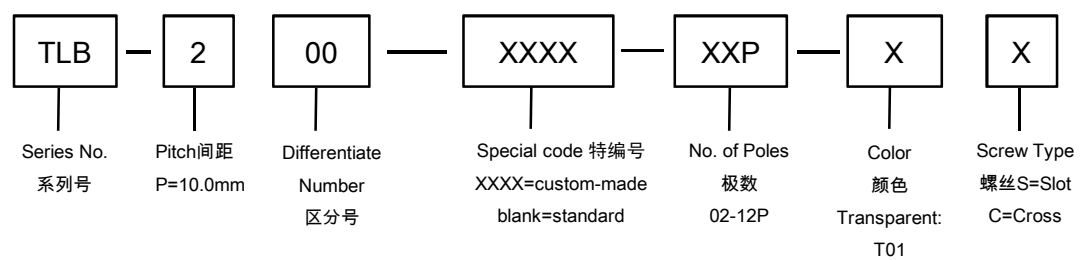 TLB — 2 00 — XXXX — XXP — X X
Series No.
系列号
Pitch间距
P=10.0mm
Differentiate
Number
区分号
Special code 特编号
XXXX=custom-made
blank=standard
No. of Poles
极数
02-12P
Color
颜色
Transparent:
T01
Screw Type
螺丝S=Slot
C=Cross